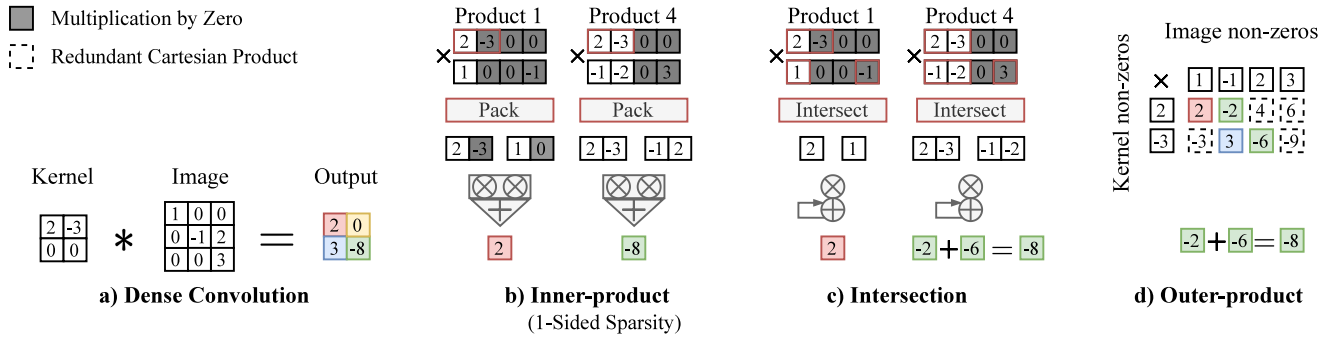 Multiplication by Zero
Redundant Cartesian Product
Kernel
Image
Output
2 -3
0 0
*
1 0 0
0 -1 2
0 0 3
=
2 0
3 -8
a) Dense Convolution
Product 1
Product 4
× 2 -3 0 0
1 0 0 -1
× 2 -3 0 0
-1 -2 0 3
Pack
Pack
2 -3 1 0
2 -3 -1 2
2
-8
b) Inner-product
(1-Sided Sparsity)
Product 1
Product 4
× 2 -3 0 0
1 0 0 -1
× 2 -3 0 0
-1 -2 0 3
Intersect
Intersect
2 1
2 -3 -1 -2
2
-2 + -6 = -8
c) Intersection
Image non-zeros
Kernel non-zeros
× 1 -1 2 3
2 2 -2 4 6
-3 -3 3 -6 -9
-2 + -6 = -8
d) Outer-product